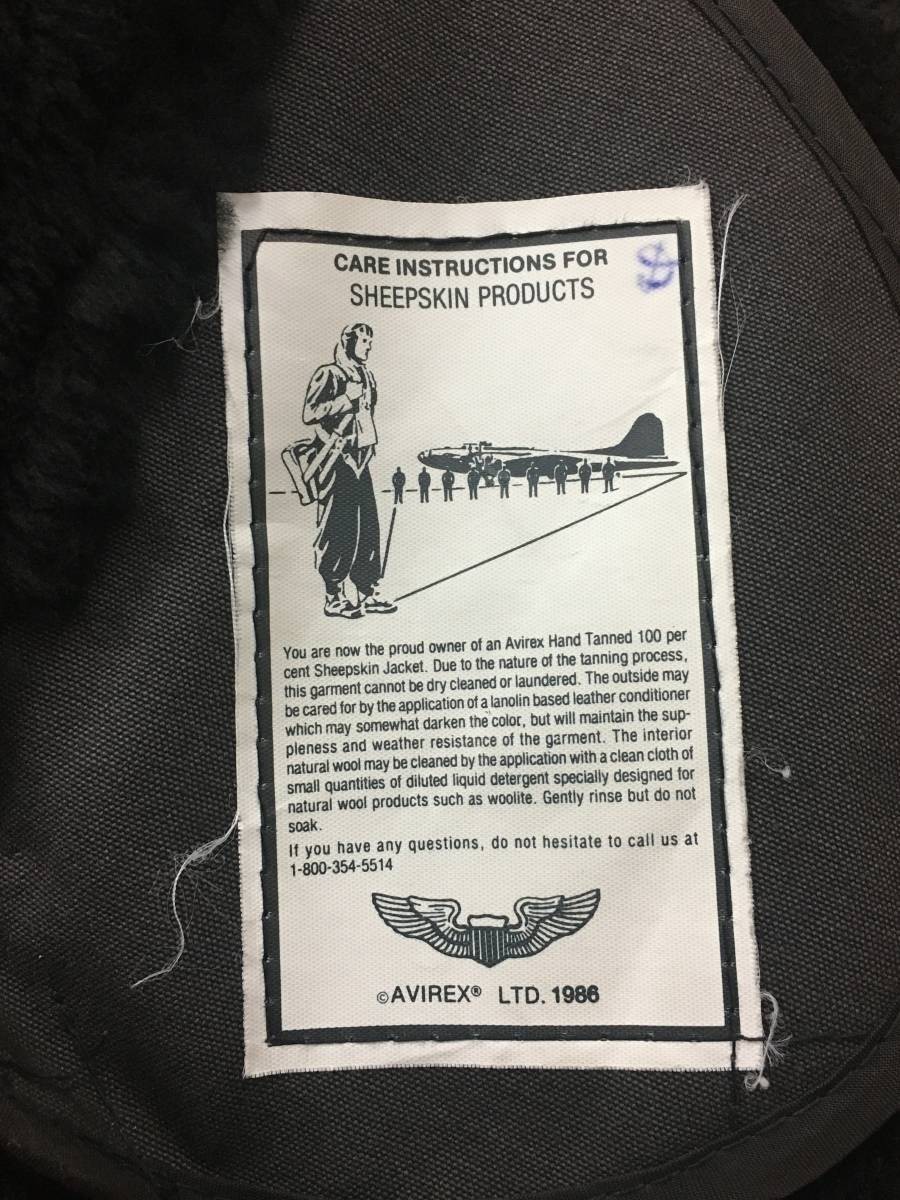 CARE INSTRUCTIONS FOR
SHEEPSKIN PRODUCTS
You are now the proud owner of an Avirex Hand Tanned 100 per
cent Sheepskin Jacket. Due to the nature of the tanning process,
this garment cannot be dry cleaned or laundered. The outside may
be cared for by the application of a lanolin based leather conditioner
which may somewhat darken the color, but will maintain the sup-
pleness and weather resistance of the garment. The interior
natural wool may be cleaned by the application with a clean cloth of
small quantities of diluted liquid detergent specially designed for
natural wool products such as woolite. Gently rinse but do not
soak.
If you have any questions, do not hesitate to call us at
1-800-354-5514
©AVIREX® LTD. 1986